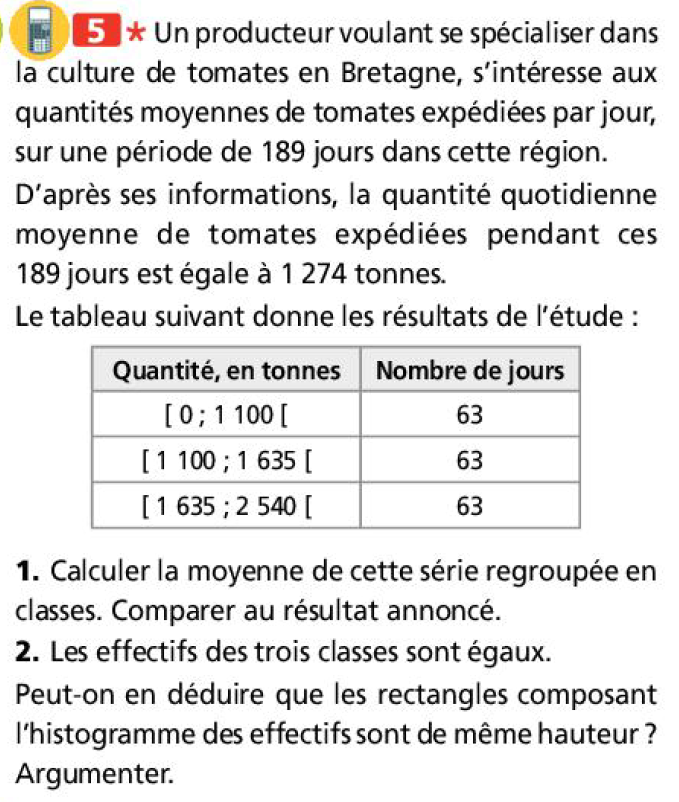 5 * Un producteur voulant se spécialiser dans
la culture de tomates en Bretagne, s'intéresse aux
quantités moyennes de tomates expédiées par jour,
sur une période de 189 jours dans cette région.
D'après ses informations, la quantité quotidienne
moyenne de tomates expédiées pendant ces
189 jours est égale à 1 274 tonnes.
Le tableau suivant donne les résultats de l'étude :
Quantité, en tonnes Nombre de jours
[ 0 ; 1 100 [ 63
[ 1 100 ; 1 635 [ 63
[ 1 635 ; 2 540 [ 63
1. Calculer la moyenne de cette série regroupée en
classes. Comparer au résultat annoncé.
2. Les effectifs des trois classes sont égaux.
Peut-on en déduire que les rectangles composant
l'histogramme des effectifs sont de même hauteur ?
Argumenter.